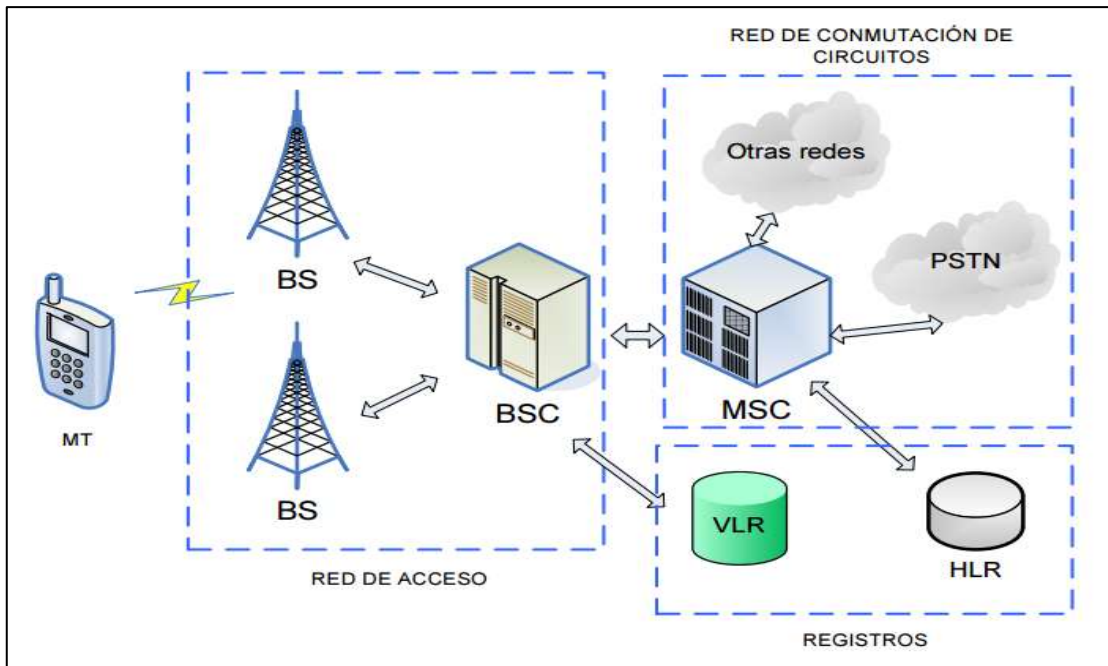 RED DE CONMUTACIÓN DE
CIRCUITOS
Otras redes
PSTN
BS
BSC
MSC
MT
BS
VLR
HLR
RED DE ACCESO
REGISTROS